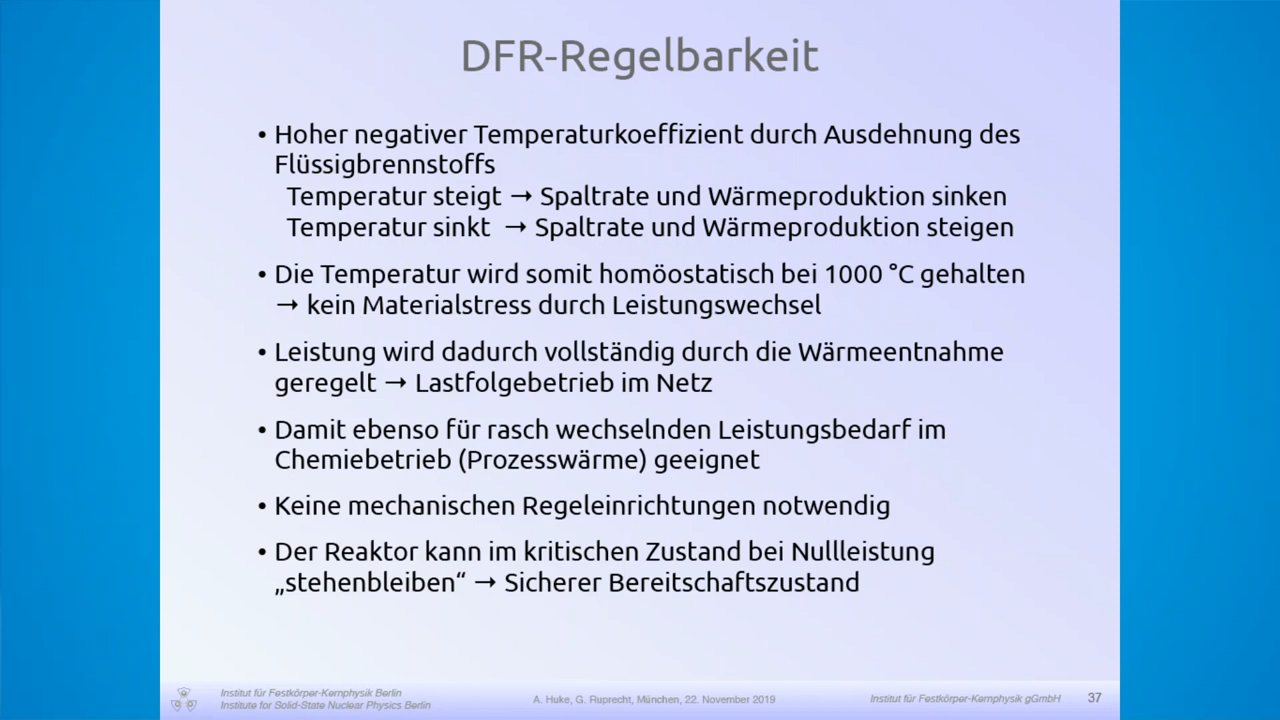 DFR-Regelbarkeit
• Hoher negativer Temperaturkoeffizient durch Ausdehnung des
Flüssigbrennstoffs
Temperatur steigt → Spaltrate und Wärmeproduktion sinken
Temperatur sinkt → Spaltrate und Wärmeproduktion steigen
• Die Temperatur wird somit homöostatisch bei 1000 °C gehalten
→ kein Materialstress durch Leistungswechsel
• Leistung wird dadurch vollständig durch die Wärmeentnahme
geregelt → Lastfolgebetrieb im Netz
• Damit ebenso für rasch wechselnden Leistungsbedarf im
Chemiebetrieb (Prozesswärme) geeignet
• Keine mechanischen Regeleinrichtungen notwendig
• Der Reaktor kann im kritischen Zustand bei Nullleistung
„stehenbleiben“ → Sicherer Bereitschaftszustand
Institut für Festkörper-Kernphysik Berlin
Institute for Solid-State Nuclear Physics Berlin
A. Huke, G. Ruprecht, München, 22. November 2019
Institut für Festkörper-Kernphysik gGmbH
37